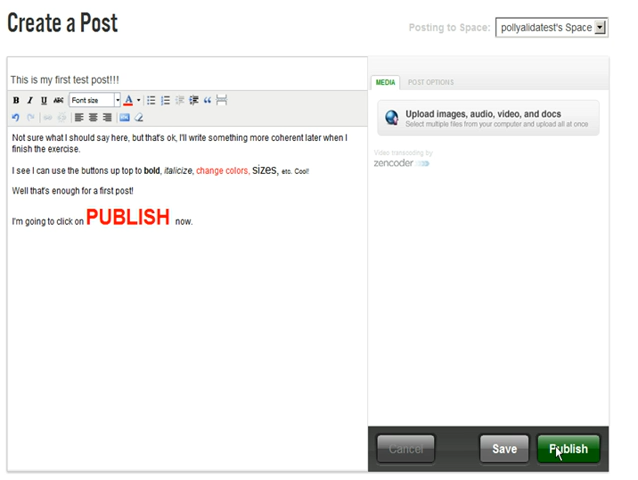 Create a Post
Posting to Space: pollyalidatest's Space
This is my first test post!!!
MEDIA POST OPTIONS
B I U ABC Font size A
Upload images, audio, video, and docs
Select multiple files from your computer and upload all at once
Not sure what I should say here, but that's ok, I'll write something more coherent later when I
finish the exercise.
Video transcoding by
zencoder
I see I can use the buttons up top to bold, italicize, change colors, sizes, etc. Cool!
Well that's enough for a first post!
I'm going to click on PUBLISH now.
Cancel Save Publish